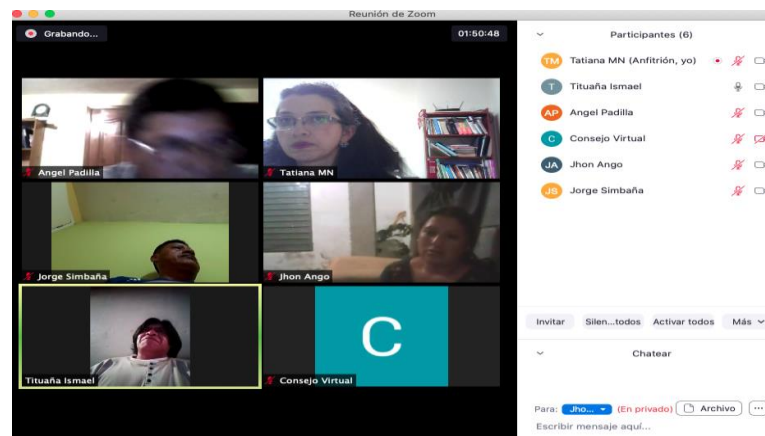 Reunión de Zoom
Grabando...
01:50:48
Angel Padilla
Tatiana MN
Jorge Simbaña
Jhon Ango
Tituaña Ismael
C
Consejo Virtual
Participantes (6)
TM Tatiana MN (Anfitrión, yo)
T Tituaña Ismael
AP Angel Padilla
C Consejo Virtual
JA Jhon Ango
JS Jorge Simbaña
Invitar Silen...todos Activar todos Más
Chatear
Para: Jho... (En privado) Archivo ...
Escribir mensaje aquí...